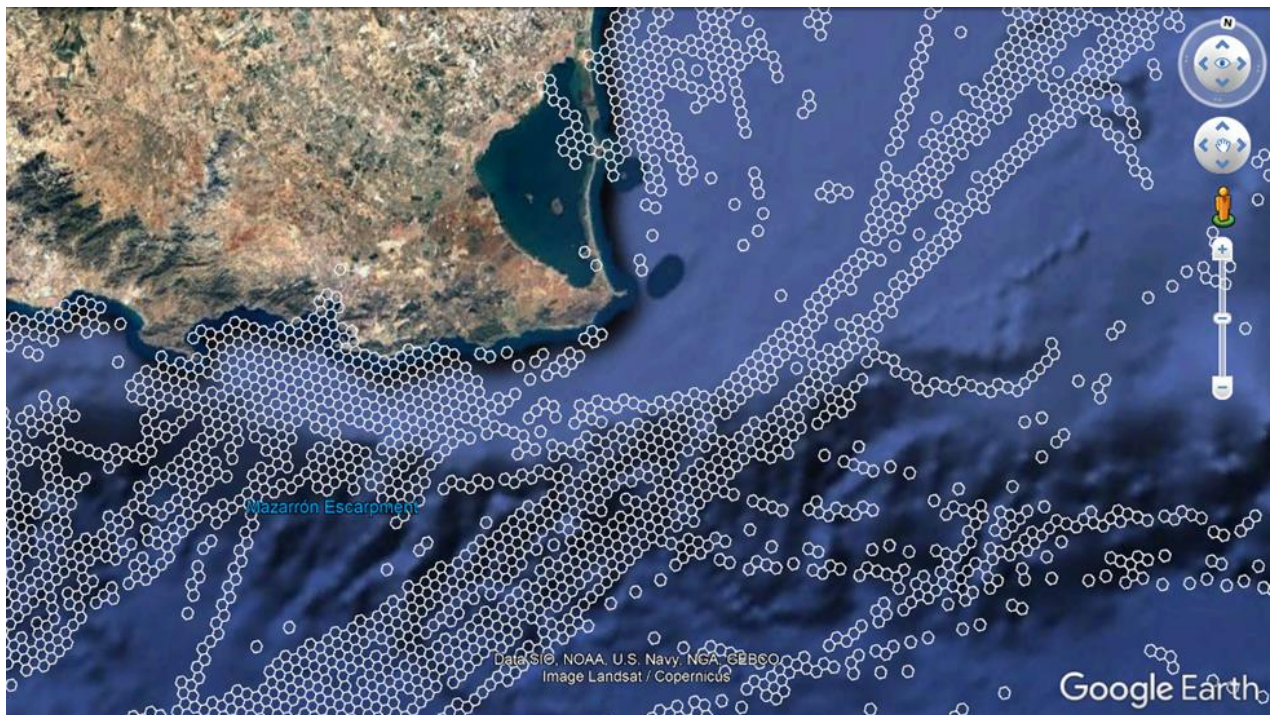 N
Mazarrón Escarpment
Data SIO, NOAA, U.S. Navy, NGA, GEBCO
Image Landsat / Copernicus
Google Earth